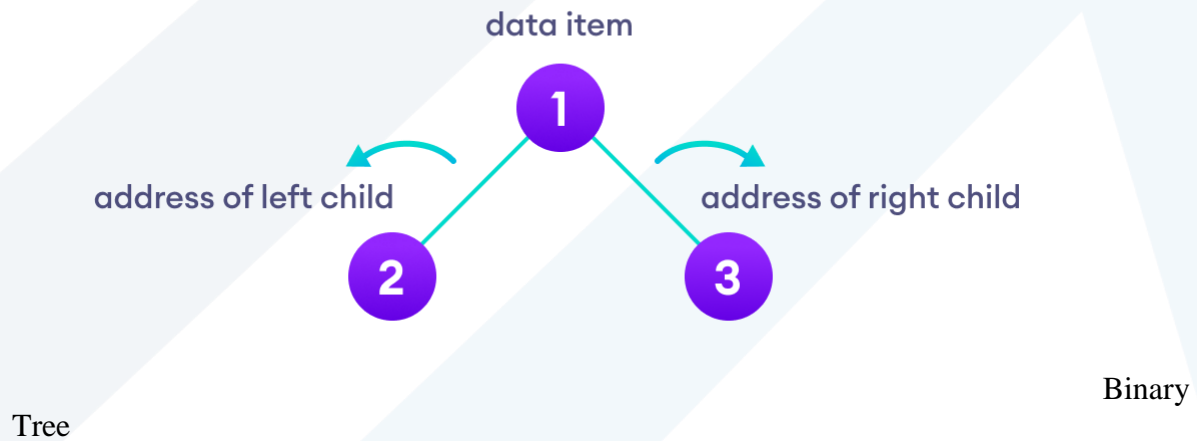 data item
1
address of left child
address of right child
2
3
Binary
Tree